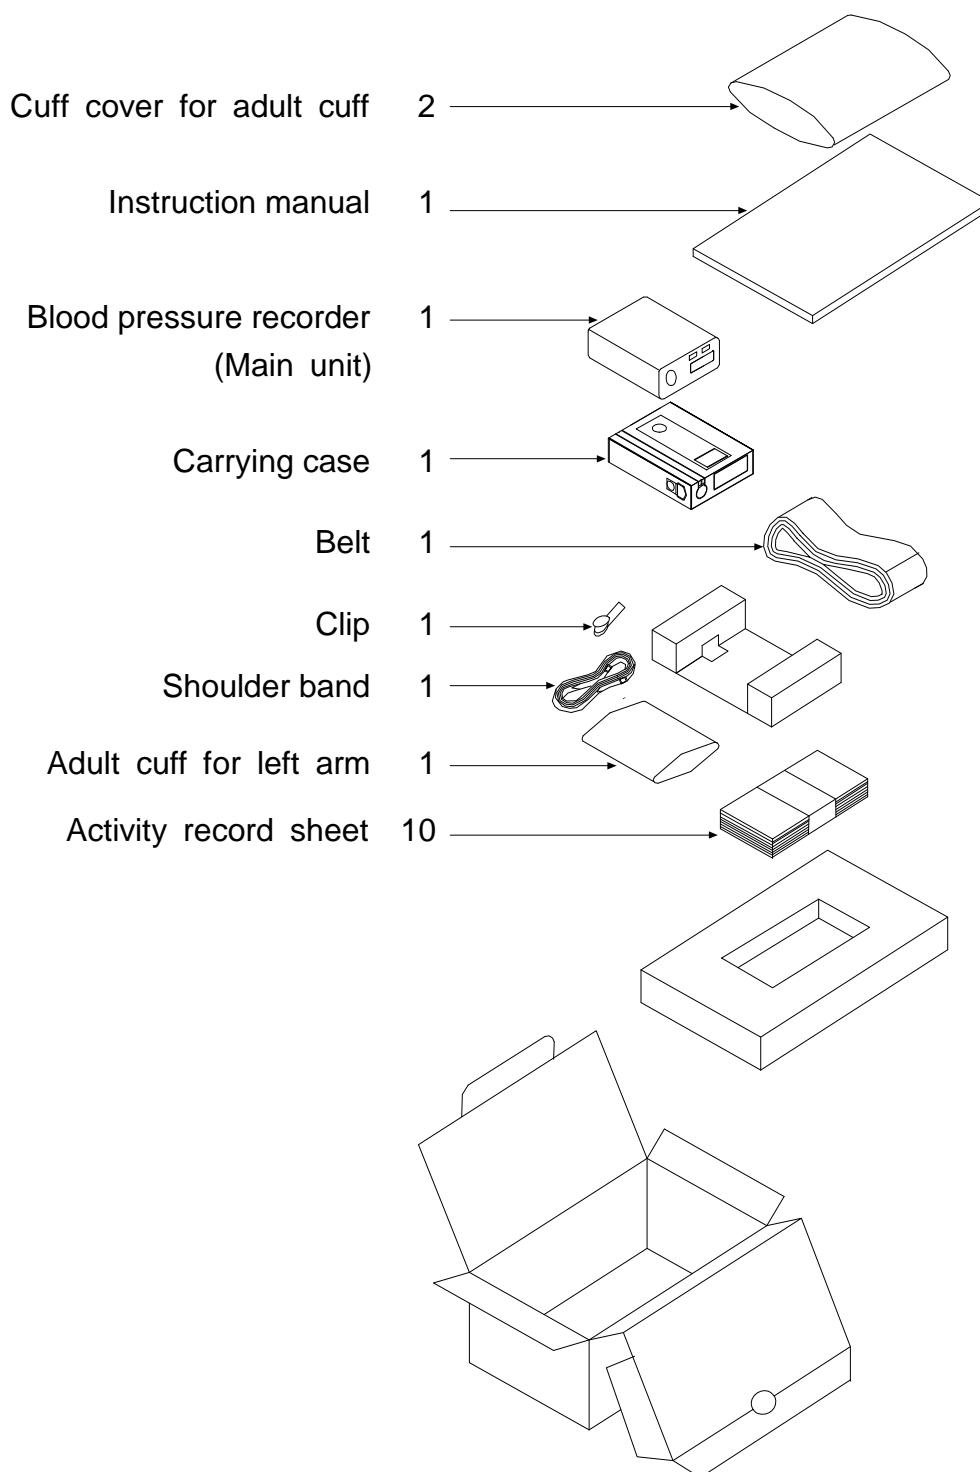 Cuff cover for adult cuff 2
Instruction manual 1
Blood pressure recorder 1
(Main unit)
Carrying case 1
Belt 1
Clip 1
Shoulder band 1
Adult cuff for left arm 1
Activity record sheet 10